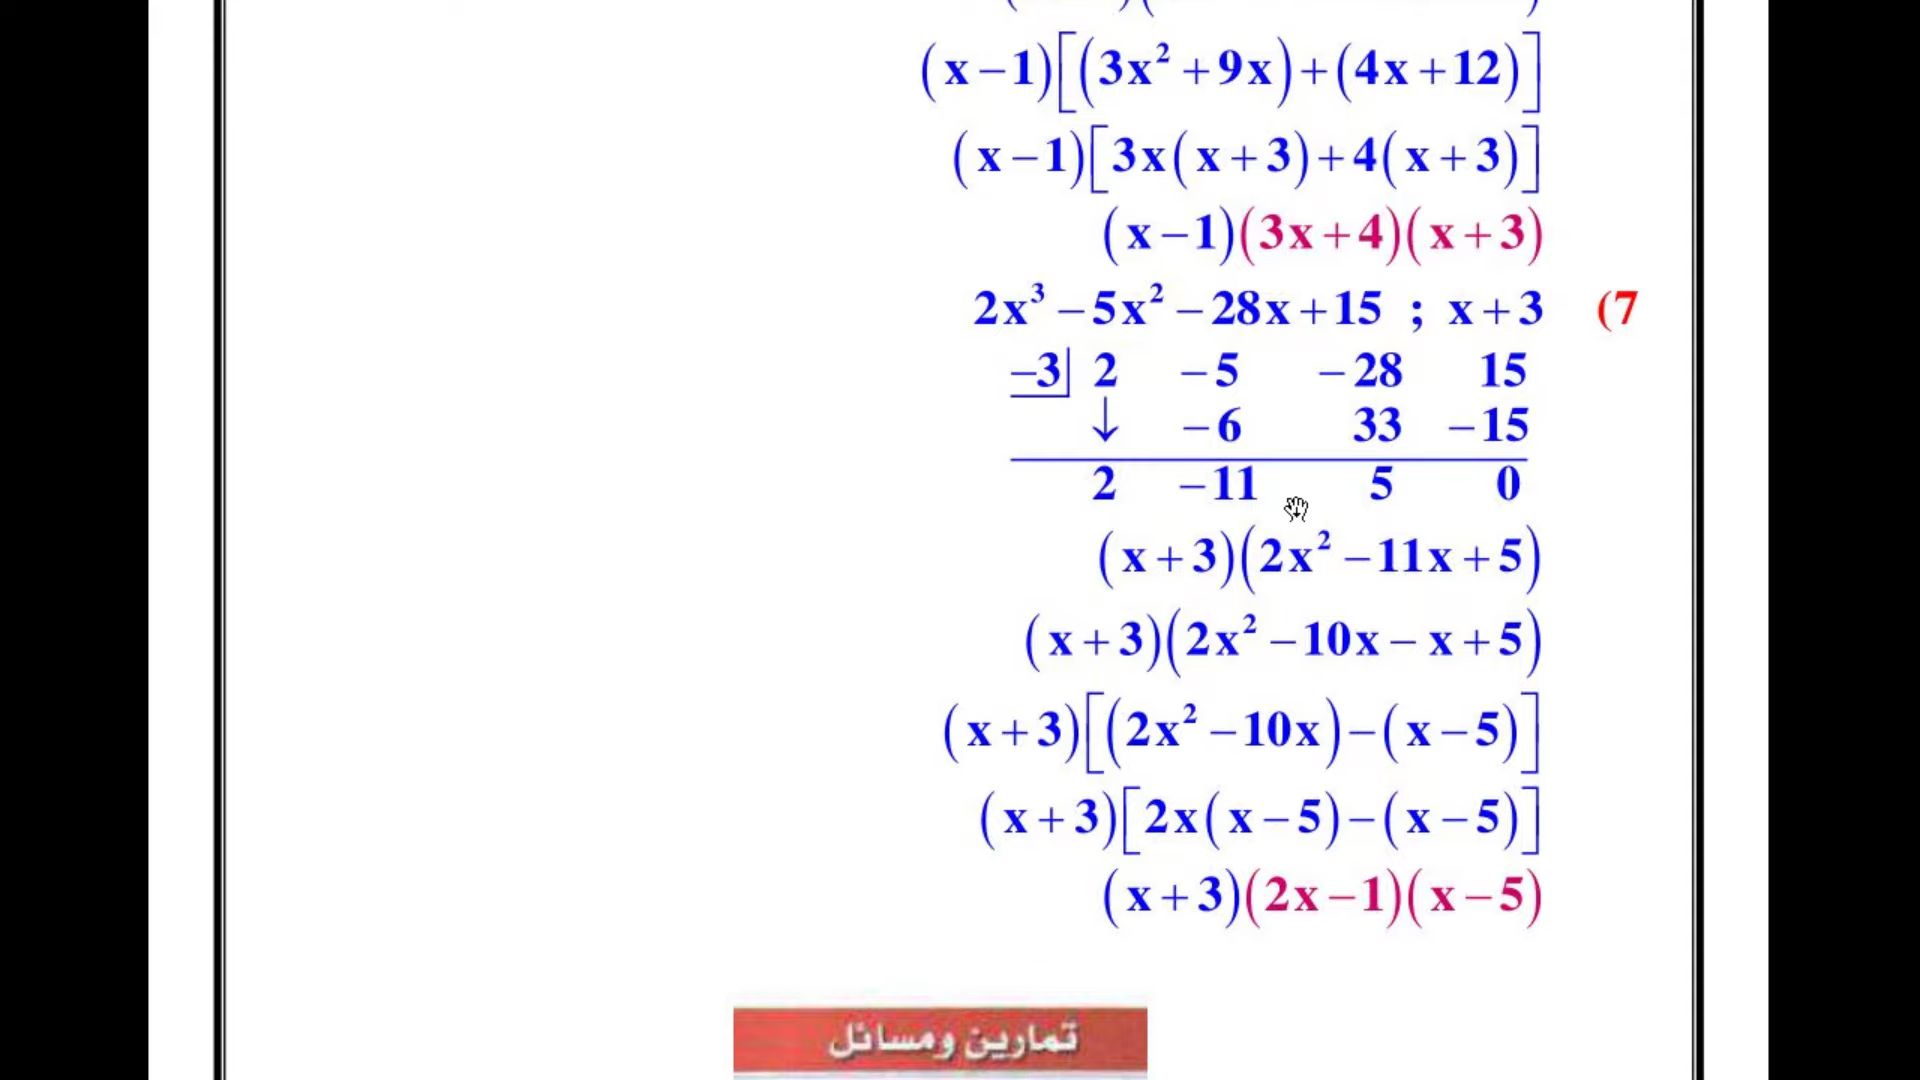 (x−1)[(3x²+9x)+(4x+12)]
(x−1)[3x(x+3)+4(x+3)]
(x−1)(3x+4)(x+3)
2x³−5x²−28x+15 ; x+3 (7
−3| 2 −5 −28 15
↓ −6 33 −15
2 −11 5 0
(x+3)(2x²−11x+5)
(x+3)(2x²−10x−x+5)
(x+3)[(2x²−10x)−(x−5)]
(x+3)[2x(x−5)−(x−5)]
(x+3)(2x−1)(x−5)
تمارين ومسائل